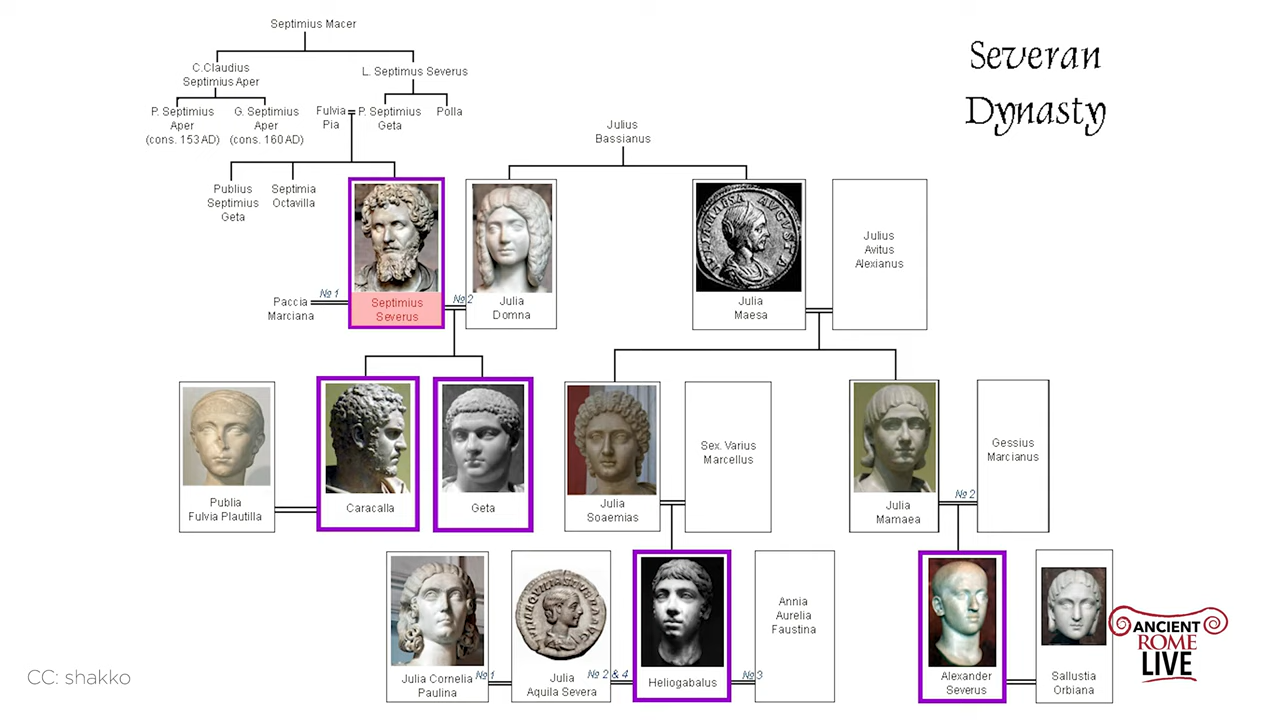 Septimius Macer
Severan
Dynasty
C.Claudius
Septimius Aper
L. Septimus Severus
P. Septimius
Aper
(cons. 153 AD)
G. Septimius
Aper
(cons. 160 AD)
Fulvia
Pia
P. Septimius
Geta
Polla
Julius
Bassianus
Publius
Septimius
Geta
Septimia
Octavilla
IVLIA MAESA AVGVSTA
Julius
Avitus
Alexianus
Paccia
Marciana
№ 1
Septimius
Severus
№ 2
Julia
Domna
Julia
Maesa
Publia
Fulvia Plautilla
Caracalla
Geta
Julia
Soaemias
Sex. Varius
Marcellus
Julia
Mamaea
№ 2
Gessius
Marcianus
Julia Cornelia
Paulina
№ 1
Julia
Aquila Severa
№ 2 & 4
Heliogabalus
№ 3
Annia
Aurelia
Faustina
Alexander
Severus
Sallustia
Orbiana
ANCIENT
ROME
LIVE
CC: shakko